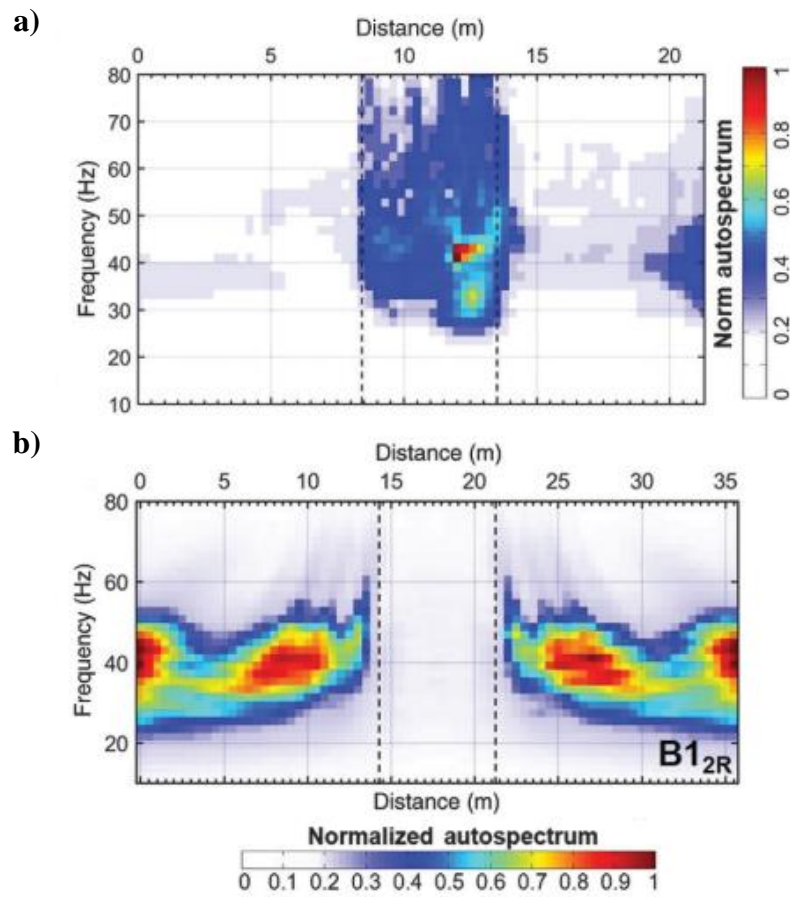 a)
Distance (m)
0 5 10 15 20
80
70
60
50
40
30
20
10
Frequency (Hz)
Norm autospectrum
0 0.2 0.4 0.6 0.8 1
b)
Distance (m)
0 5 10 15 20 25 30 35
80
60
40
20
Frequency (Hz)
B12R
Distance (m)
Normalized autospectrum
0 0.1 0.2 0.3 0.4 0.5 0.6 0.7 0.8 0.9 1